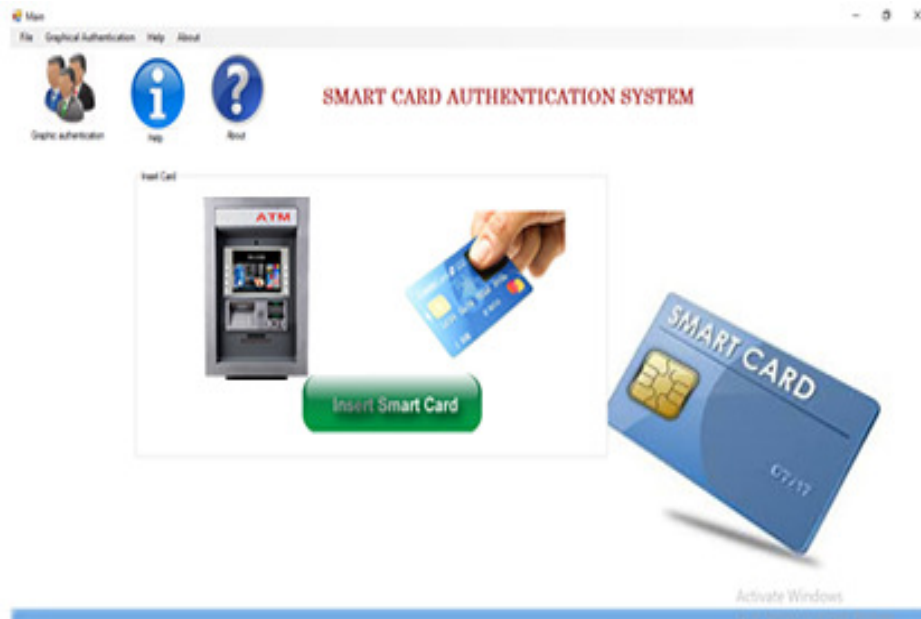 Main
File Graphical Authentication Help About
SMART CARD AUTHENTICATION SYSTEM
Graphic authentication Help About
Insert Card
ATM
Insert Smart Card
SMART CARD
07/17
Activate Windows